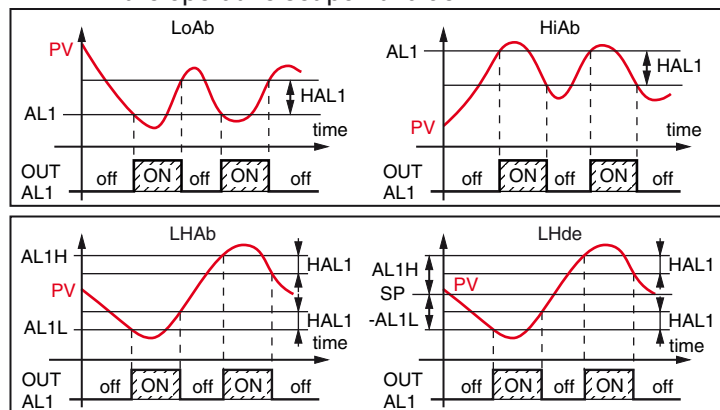 LoAb
PV
HAL1
AL1
time
OUT
AL1
off ON off ON off
HiAb
AL1
HAL1
PV
time
OUT
AL1
off ON off ON off
LHAb
AL1H
HAL1
PV
AL1L
HAL1
time
OUT
AL1
off ON off ON off
LHde
AL1H
HAL1
PV
SP
-AL1L
HAL1
time
OUT
AL1
off ON off ON off